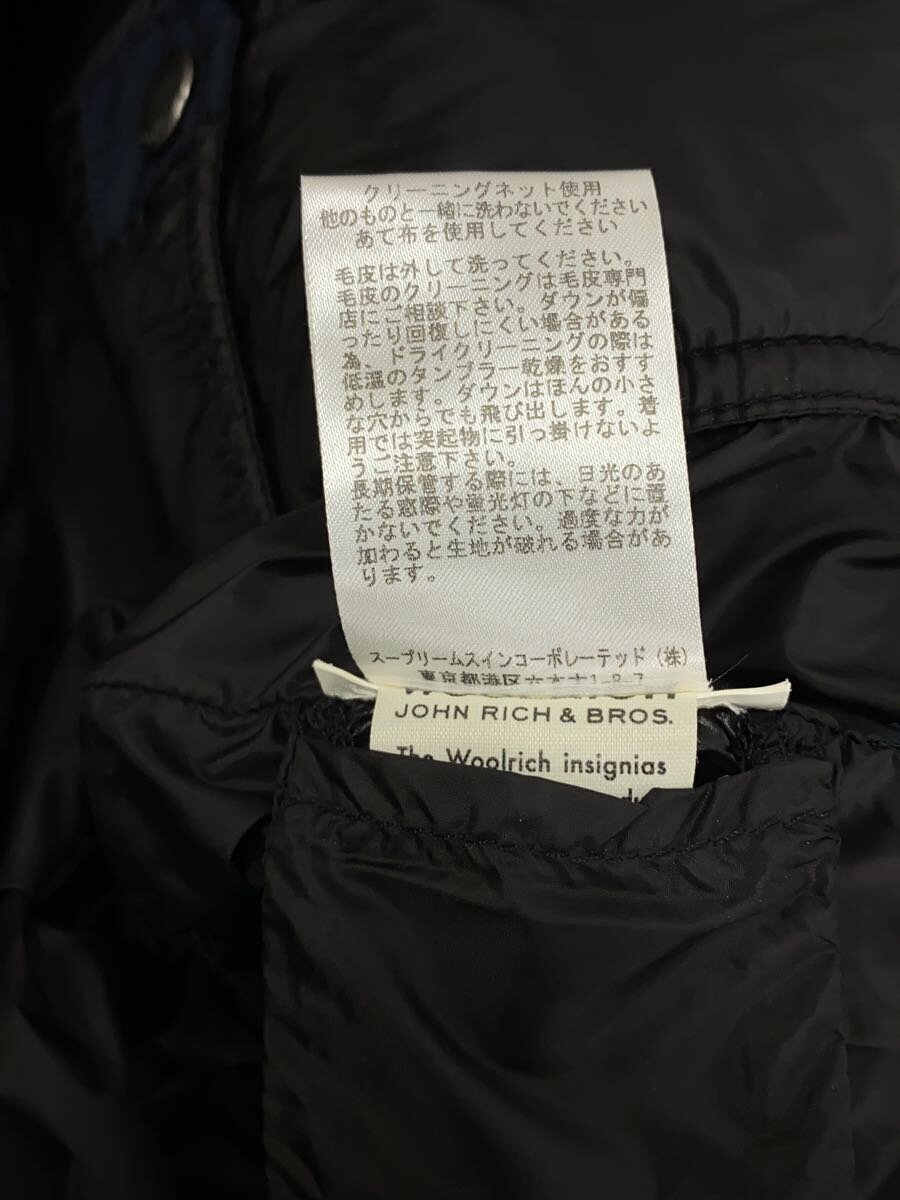 クリーニングネット使用
他のものと一緒に洗わないでください
あて布を使用してください
毛皮は外して洗ってください。
毛皮のクリーニングは毛皮専門
店にご相談下さい。ダウンが偏
ったり回復しにくい場合がある
為、ドライクリーニングの際は
低温のタンブラー乾燥をおすす
めします。ダウンはほんの小さ
な穴からでも飛び出します。着
用では突起物に引っ掛けないよ
うご注意下さい。
長期保管する際には、日光のあ
たる窓際や蛍光灯の下などに置
かないでください。過度な力が
加わると生地が破れる場合があ
ります。
スープリームスインコーポレーテッド(株)
東京都港区六本木1-8-7
JOHN RICH & BROS.
The Woolrich insignias